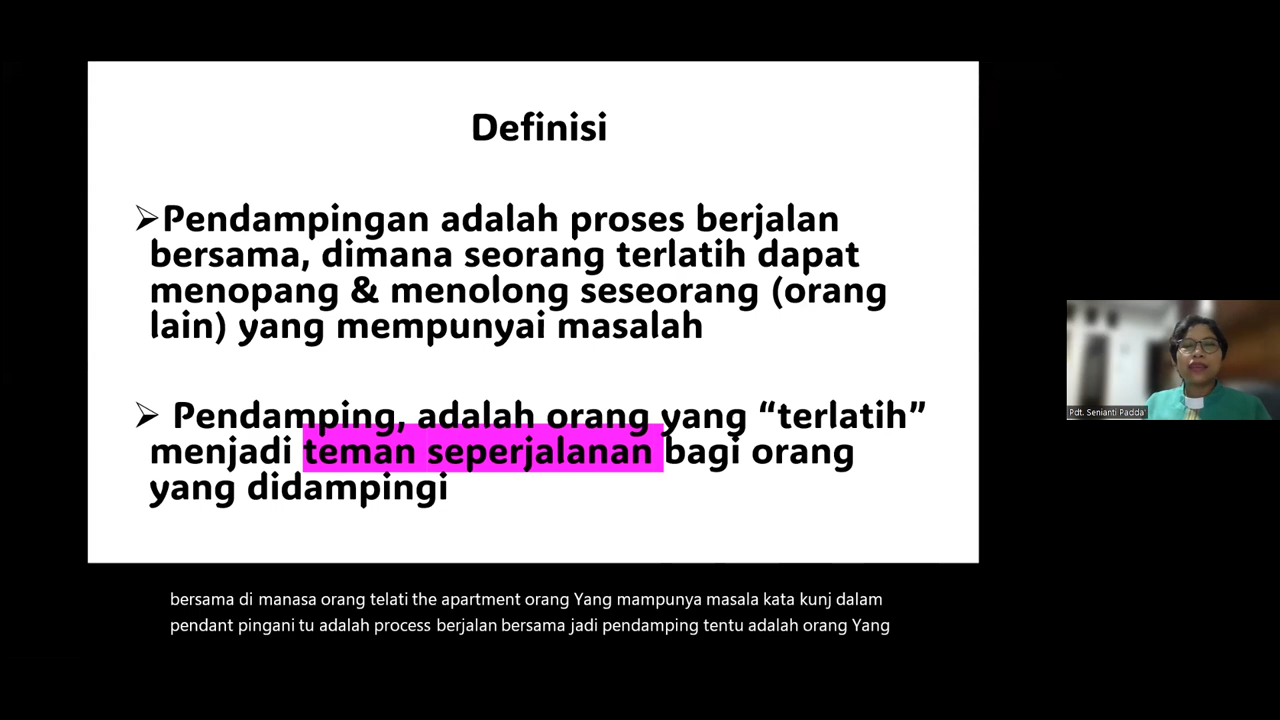 Definisi
➢Pendampingan adalah proses berjalan
bersama, dimana seorang terlatih dapat
menopang & menolong seseorang (orang
lain) yang mempunyai masalah
➢ Pendamping, adalah orang yang “terlatih”
menjadi teman seperjalanan bagi orang
yang didampingi
Pdt. Senianti Padda'
bersama di manasa orang telati the apartment orang Yang mampunya masala kata kunj dalam
pendant pingani tu adalah process berjalan bersama jadi pendamping tentu adalah orang Yang